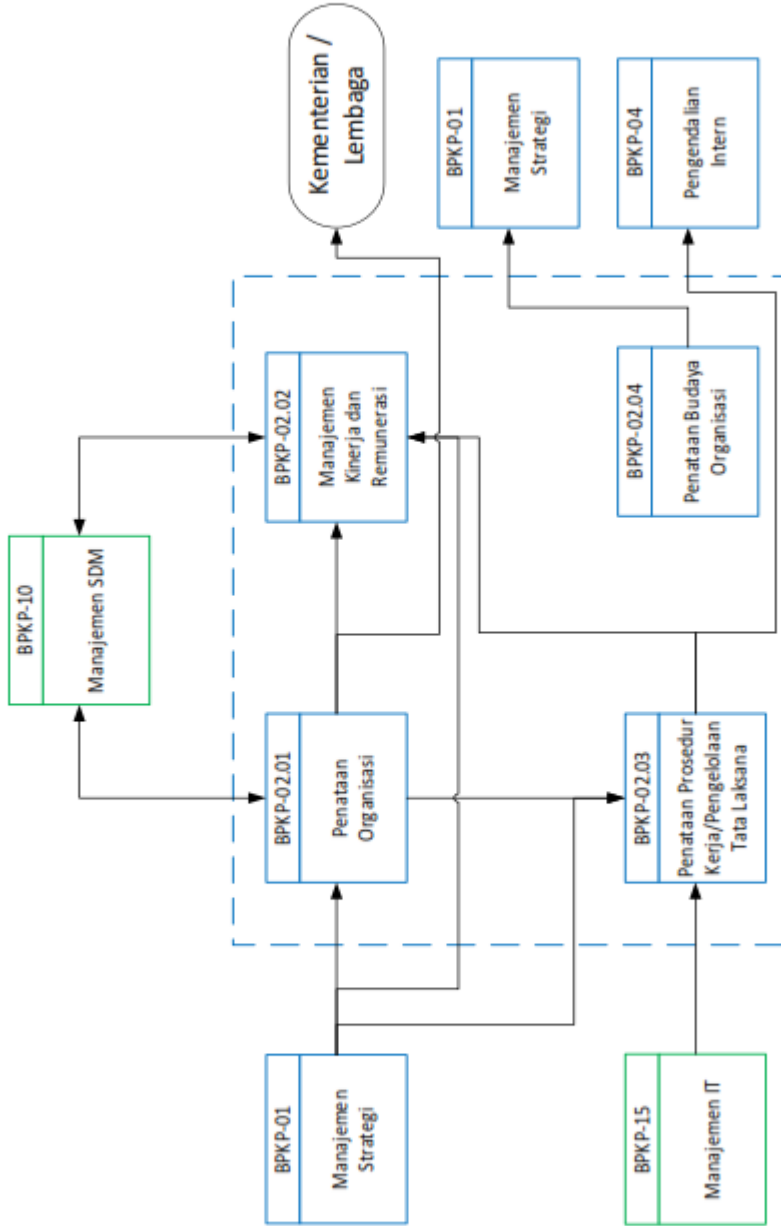 BPKP-10
Manajemen SDM
BPKP-01
Manajemen
Strategi
BPKP-02.01
Penataan
Organisasi
BPKP-02.02
Manajemen
Kinerja dan
Remunerasi
Kementerian /
Lembaga
BPKP-01
Manajemen
Strategi
BPKP-15
Manajemen IT
BPKP-02.03
Penataan Prosedur
Kerja/Pengelolaan
Tata Laksana
BPKP-02.04
Penataan Budaya
Organisasi
BPKP-04
Pengendalian
Intern